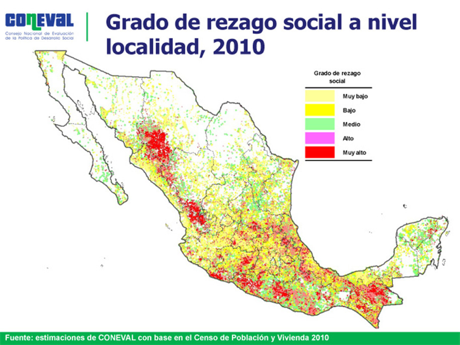 CONEVAL
Consejo Nacional de Evaluación
de la Política de Desarrollo Social
Grado de rezago social a nivel
localidad, 2010
Grado de rezago
social
Muy bajo
Bajo
Medio
Alto
Muy alto
Fuente: estimaciones de CONEVAL con base en el Censo de Población y Vivienda 2010